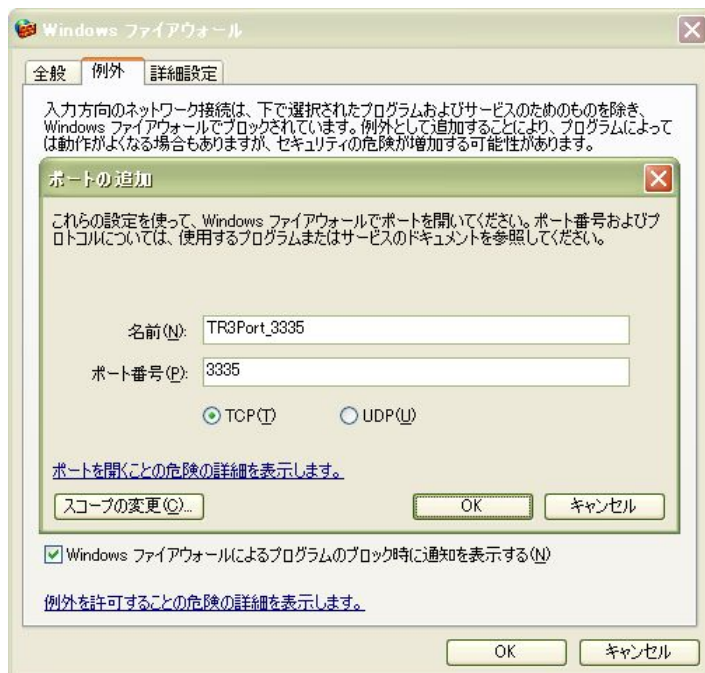 Windows ファイアウォール
全般 例外 詳細設定
入力方向のネットワーク接続は、下で選択されたプログラムおよびサービスのためのものを除き、
Windows ファイアウォールでブロックされています。例外として追加することにより、プログラムによって
は動作がよくなる場合もありますが、セキュリティの危険が増加する可能性があります。
ポートの追加
これらの設定を使って、Windows ファイアウォールでポートを開いてください。ポート番号およびプ
ロトコルについては、使用するプログラムまたはサービスのドキュメントを参照してください。
名前(N): TR3Port_3335
ポート番号(P): 3335
TCP(T) UDP(U)
ポートを開くことの危険の詳細を表示します。
スコープの変更(C)... OK キャンセル
Windows ファイアウォールによるプログラムのブロック時に通知を表示する(N)
例外を許可することの危険の詳細を表示します。
OK キャンセル